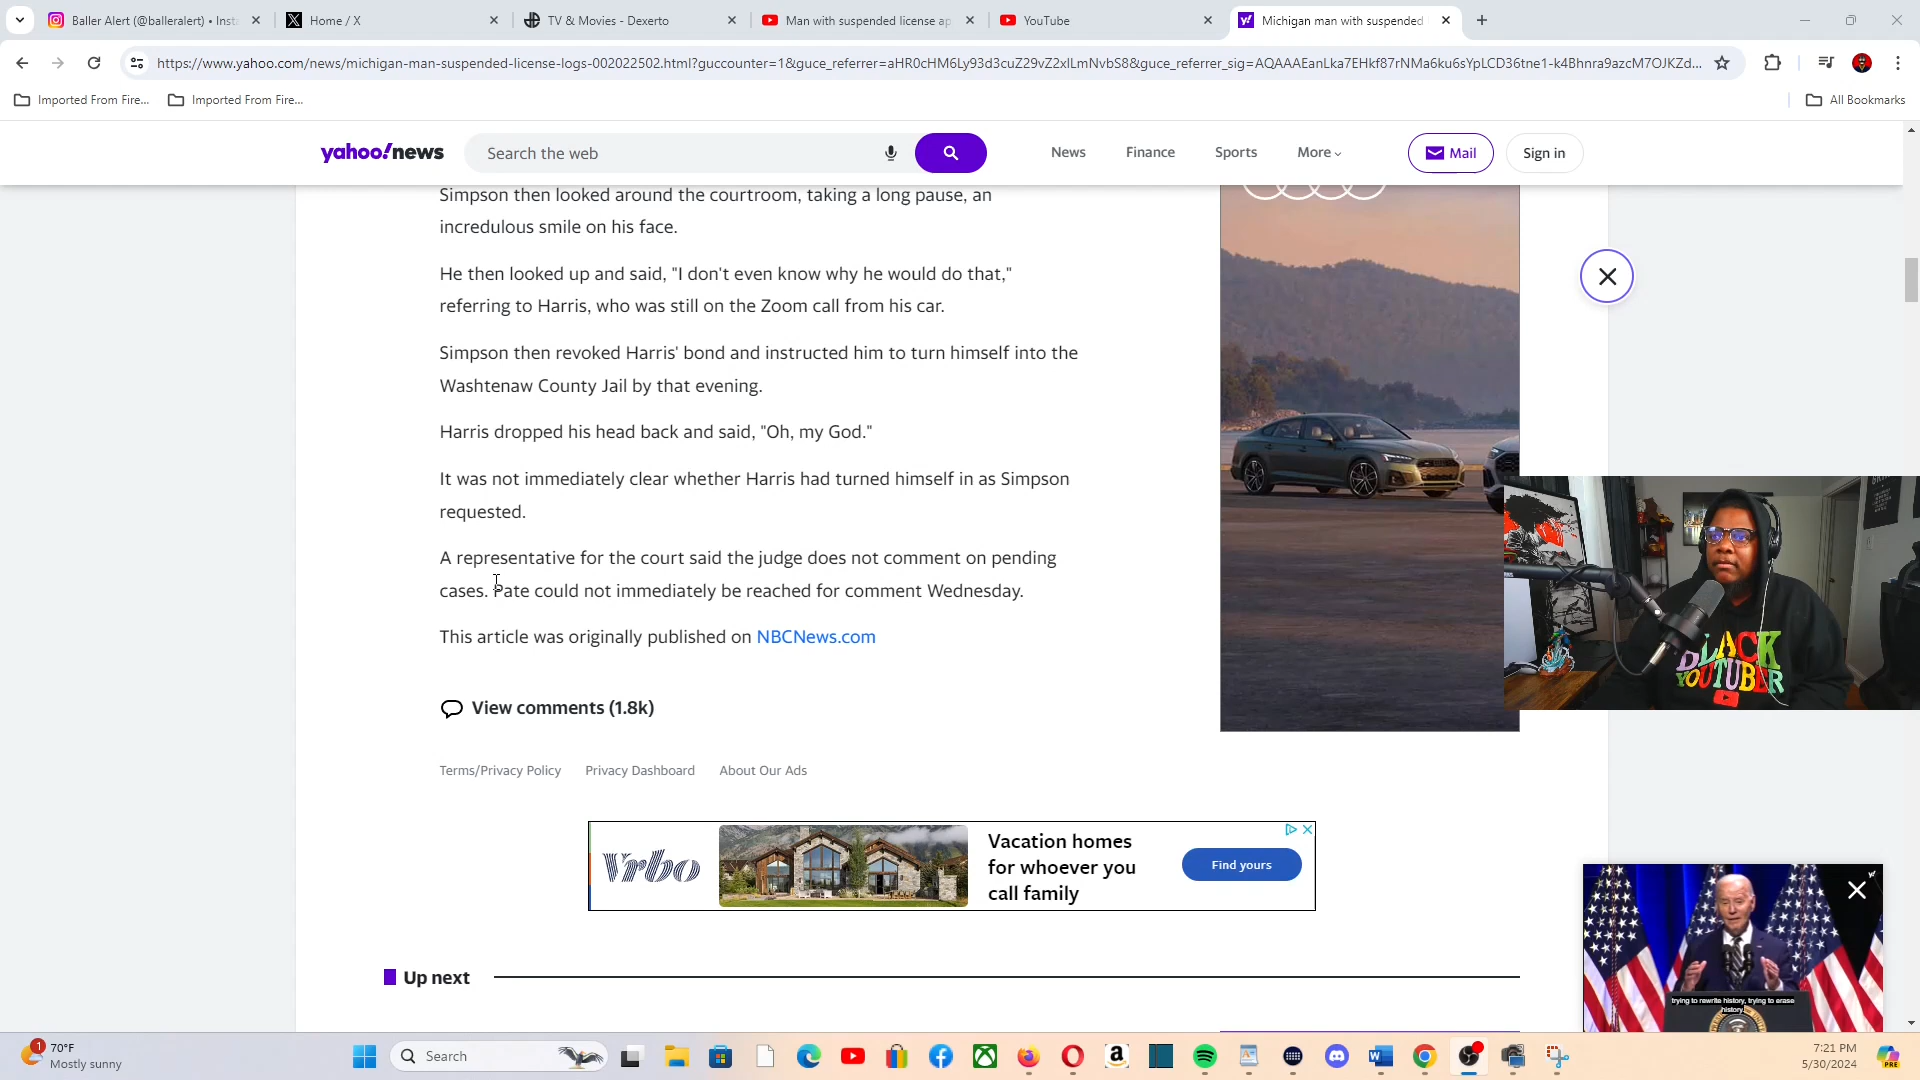 Baller Alert (@balleralert) • Inst
Home / X
TV & Movies - Dexerto
Man with suspended license ap
YouTube
Michigan man with suspended
https://www.yahoo.com/news/michigan-man-suspended-license-logs-002022502.html?guccounter=1&guce_referrer=aHR0cHM6Ly93d3cuZ29vZ2xlLmNvbS8&guce_referrer_sig=AQAAAEanLka7EHkf87rNMa6ku6sYpLCD36tne1-k4Bhnra9azcM7OJKZd...
Imported From Fire...
Imported From Fire...
All Bookmarks
yahoo!news
Search the web
News
Finance
Sports
More
Mail
Sign in
Simpson then looked around the courtroom, taking a long pause, an
incredulous smile on his face.
He then looked up and said, "I don't even know why he would do that,"
referring to Harris, who was still on the Zoom call from his car.
Simpson then revoked Harris' bond and instructed him to turn himself into the
Washtenaw County Jail by that evening.
Harris dropped his head back and said, "Oh, my God."
It was not immediately clear whether Harris had turned himself in as Simpson
requested.
A representative for the court said the judge does not comment on pending
cases. Pate could not immediately be reached for comment Wednesday.
This article was originally published on NBCNews.com
View comments (1.8k)
Terms/Privacy Policy
Privacy Dashboard
About Our Ads
BLACK
YOUTUBER
Vrbo
Vacation homes
for whoever you
call family
Find yours
trying to rewrite history, trying to erase
history.
Up next
1
70°F
Mostly sunny
Search
7:21 PM
5/30/2024
PRE